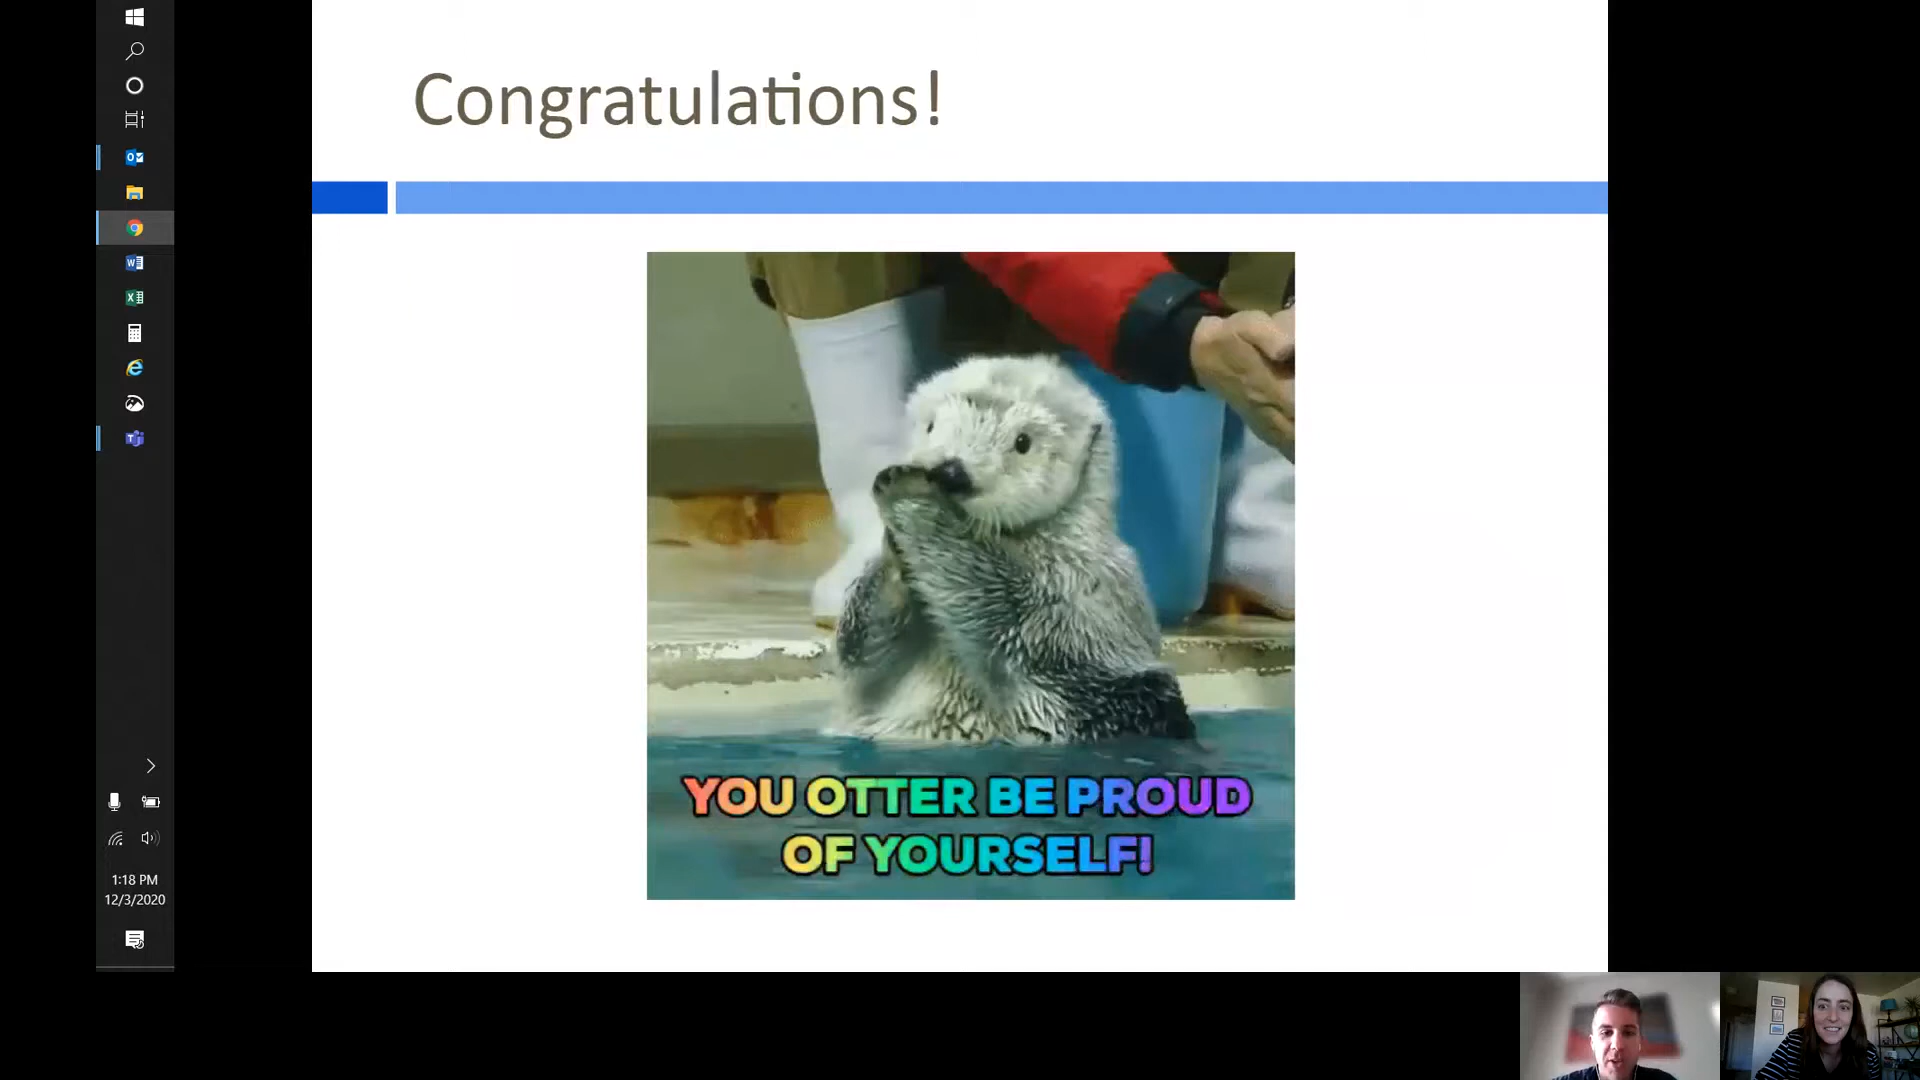 Congratulations!
YOU OTTER BE PROUD
OF YOURSELF!
1:18 PM
12/3/2020